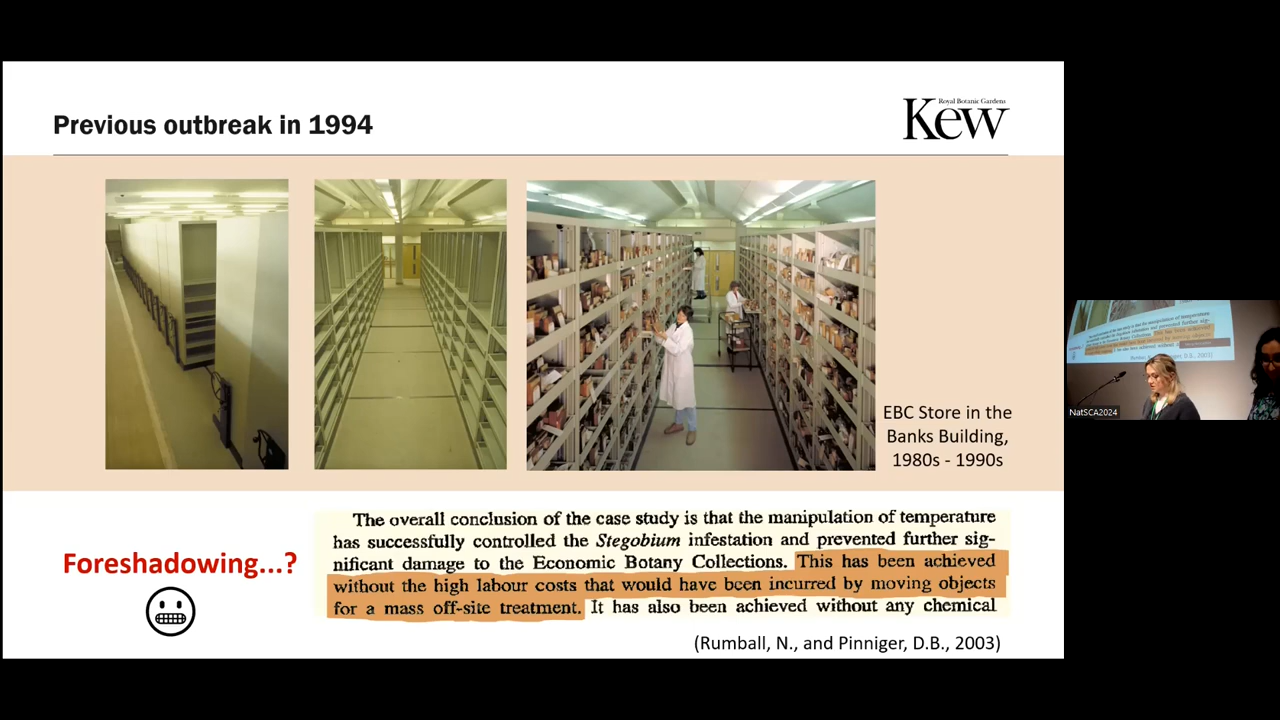 Previous outbreak in 1994
Royal Botanic Gardens
Kew
EBC Store in the
Banks Building,
1980s - 1990s
Foreshadowing...?
The overall conclusion of the case study is that the manipulation of temperature
has successfully controlled the Stegobium infestation and prevented further sig-
nificant damage to the Economic Botany Collections. This has been achieved
without the high labour costs that would have been incurred by moving objects
for a mass off-site treatment. It has also been achieved without any chemical
(Rumball, N., and Pinniger, D.B., 2003)
NatSCA2024